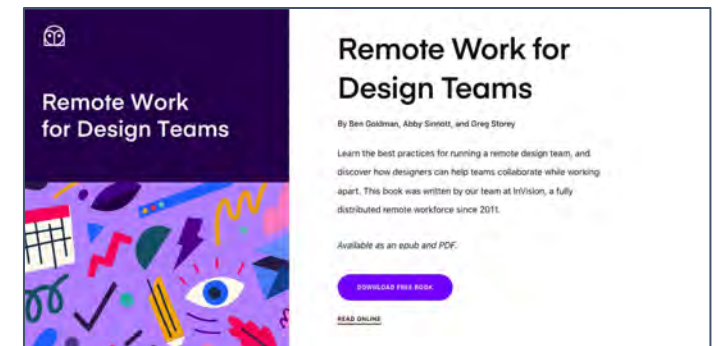 Remote Work
for Design Teams
Remote Work for
Design Teams
By Ben Goldman, Abby Sinnott, and Greg Storey
Learn the best practices for running a remote design team, and
discover how designers can help teams collaborate while working
apart. This book was written by our team at InVision, a fully
distributed remote workforce since 2011.
Available as an epub and PDF.
DOWNLOAD FREE BOOK
READ ONLINE